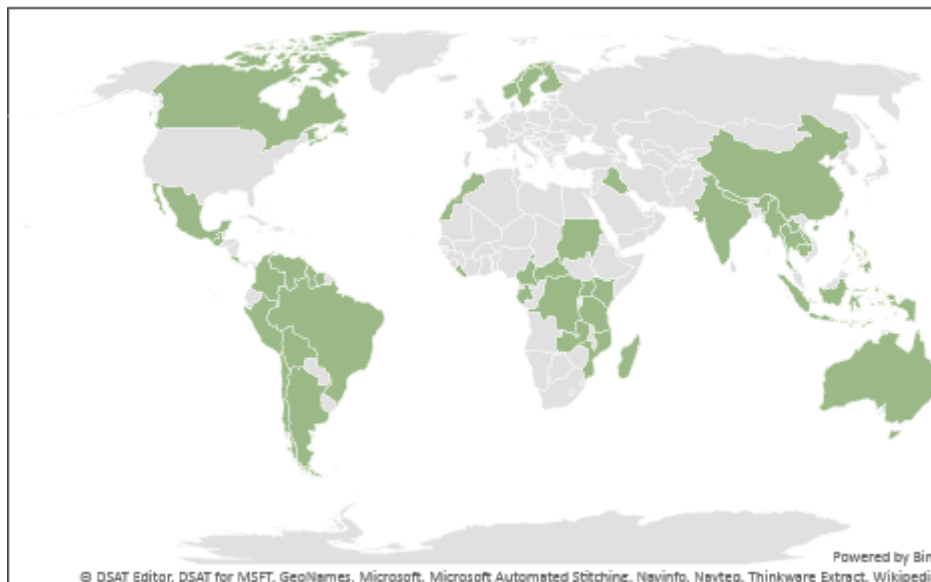 Powered by Bin
© DSAT Editor, DSAT for MSFT, GeoNames, Microsoft, Microsoft Automated Stitching, Navinfo, Navteq, Thinkware Extract, Wikipedi